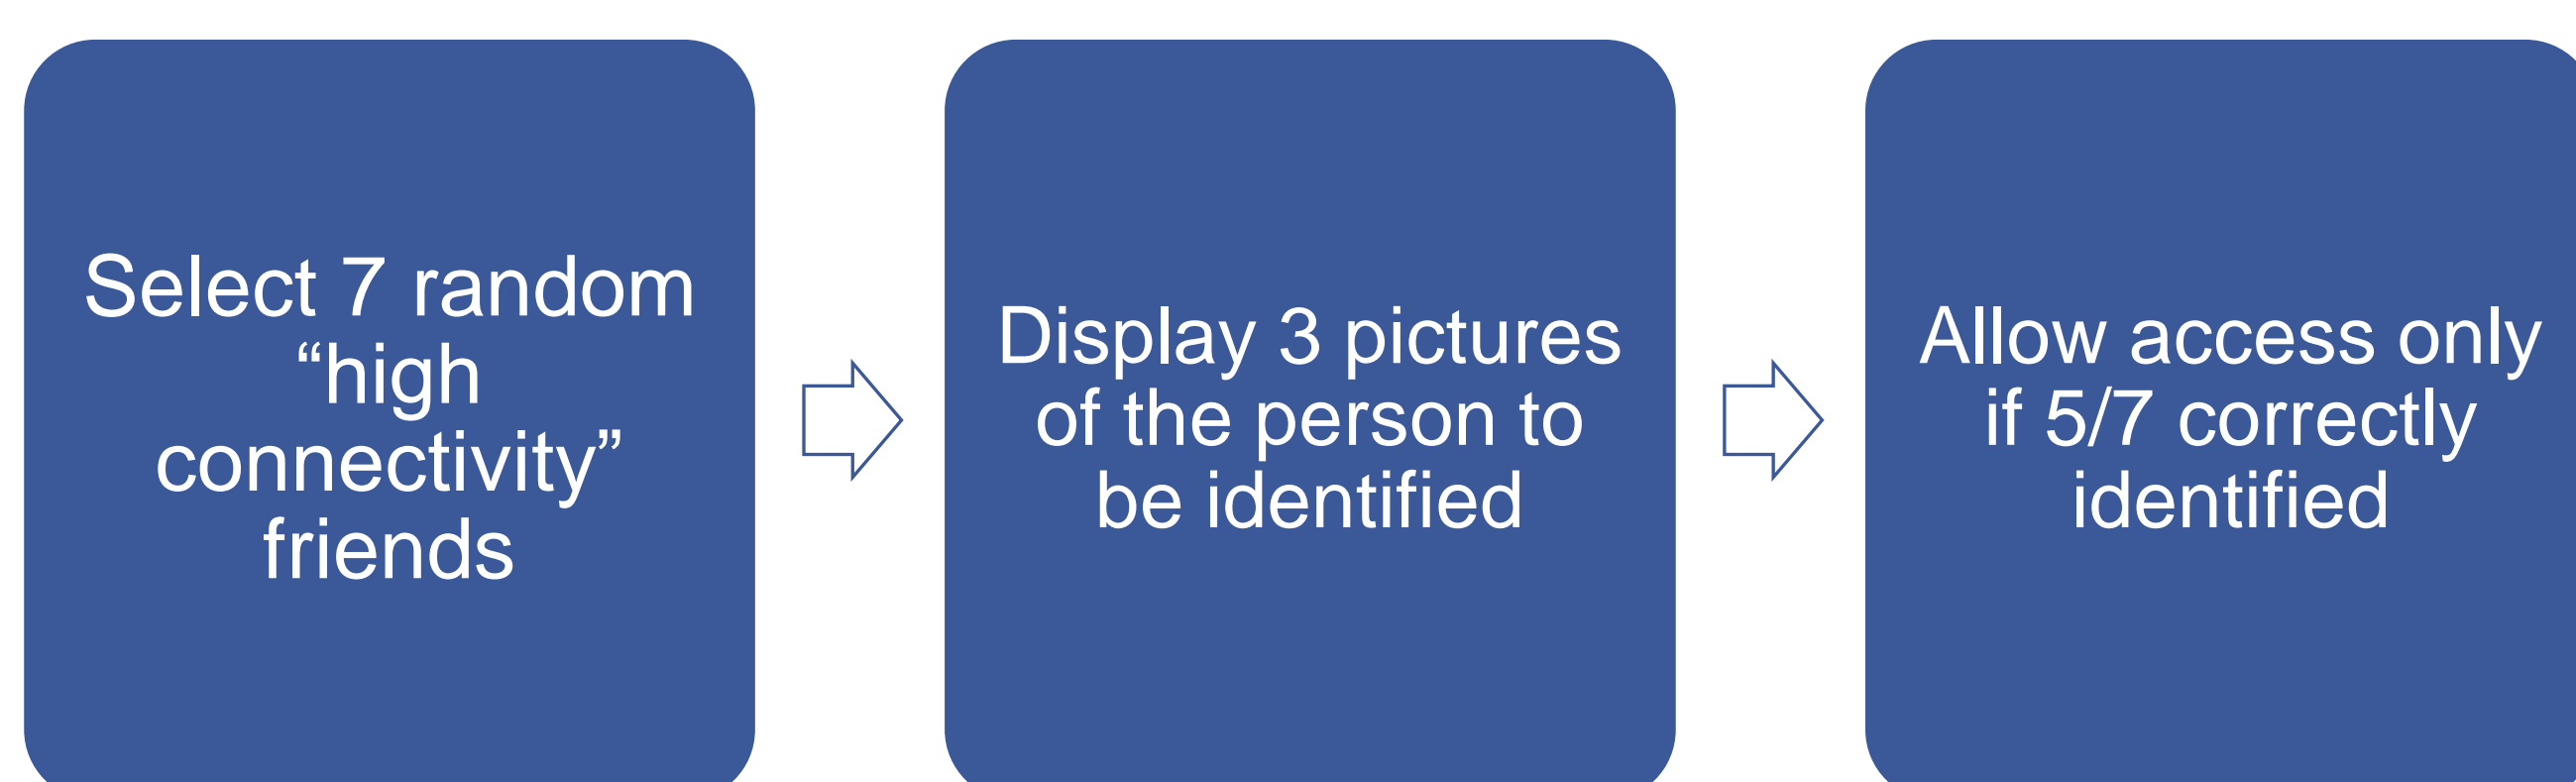 Select 7 random
“high
connectivity”
friends
Display 3 pictures
of the person to
be identified
Allow access only
if 5/7 correctly
identified